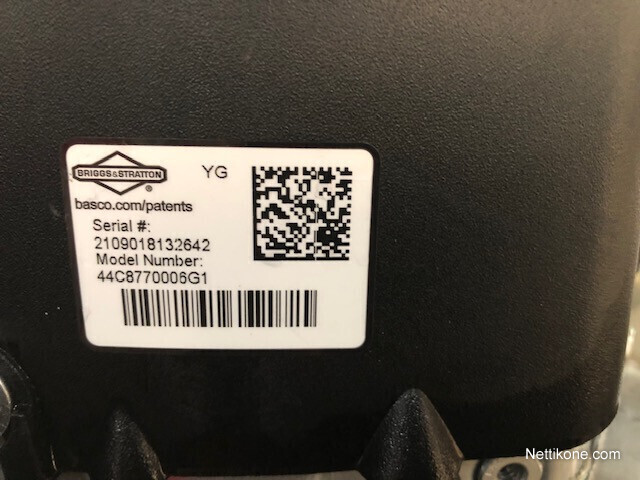 BRIGGS&STRATTON
®
YG
basco.com/patents
Serial #:
2109018132642
Model Number:
44C8770006G1
Nettikone.com